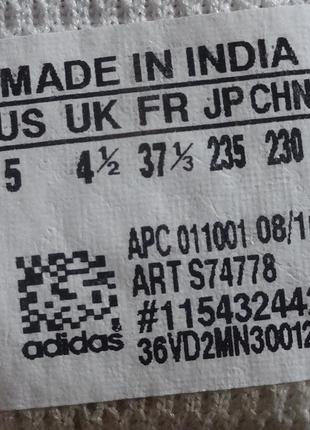 MADE IN INDIA
US UK FR JP CHN
5 4½ 37⅓ 235 230
APC 011001 08/1
ART S74778
#115432442
adidas
36VD2MN30012